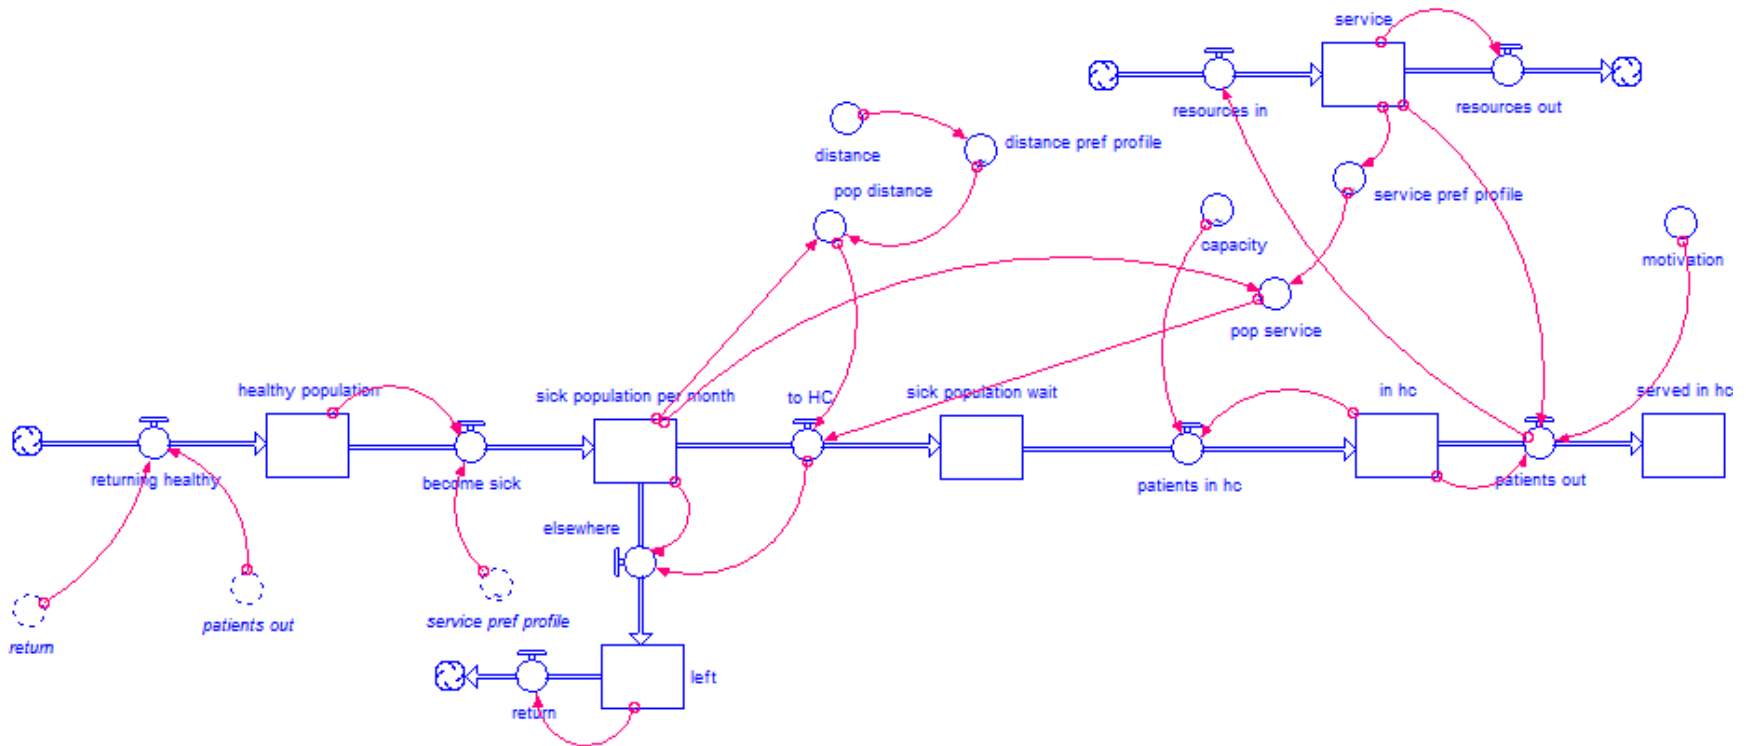 service
resources in
resources out
distance
distance pref profile
pop distance
service pref profile
capacity
motivation
pop service
healthy population
sick population per month
to HC
sick population wait
in hc
served in hc
returning healthy
become sick
patients in hc
patients out
elsewhere
return
patients out
service pref profile
left
return